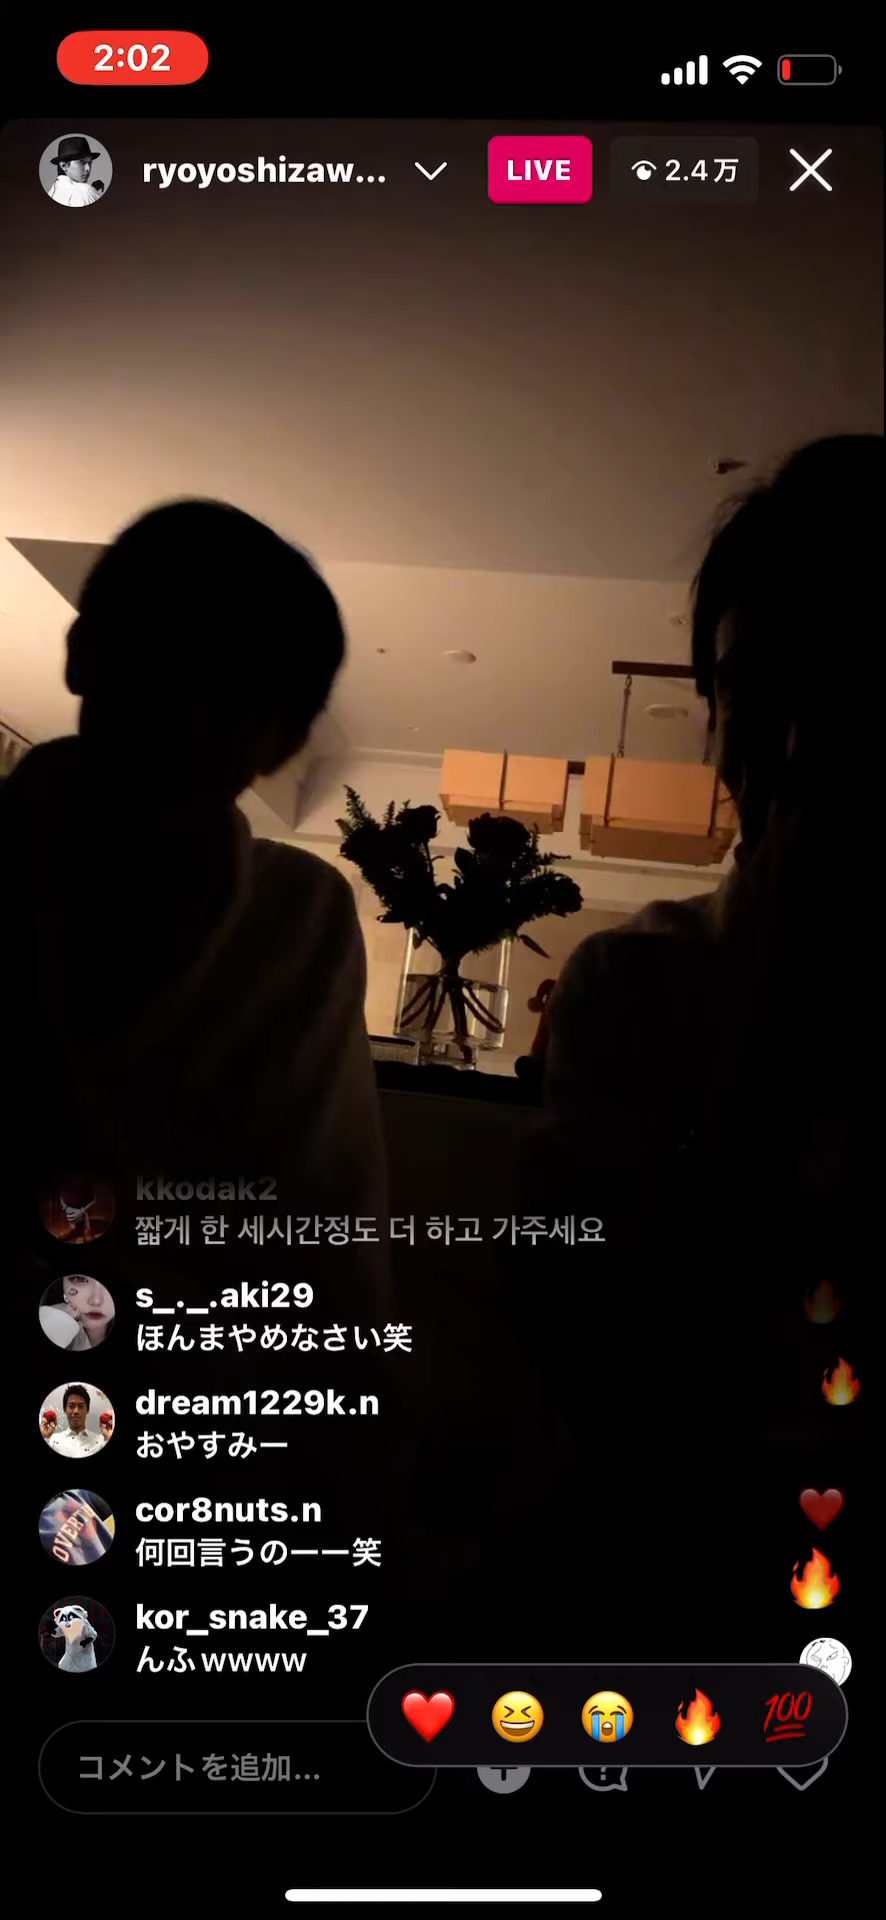 2:02
ryoyoshizaw...
LIVE
2.4万
kkodak2
짧게 한 세시간정도 더 하고 가주세요
s_._.aki29
ほんまやめなさい笑
dream1229k.n
おやすみー
cor8nuts.n
何回言うのーー笑
OVERTI
kor_snake_37
んふwwww
100
コメントを追加...